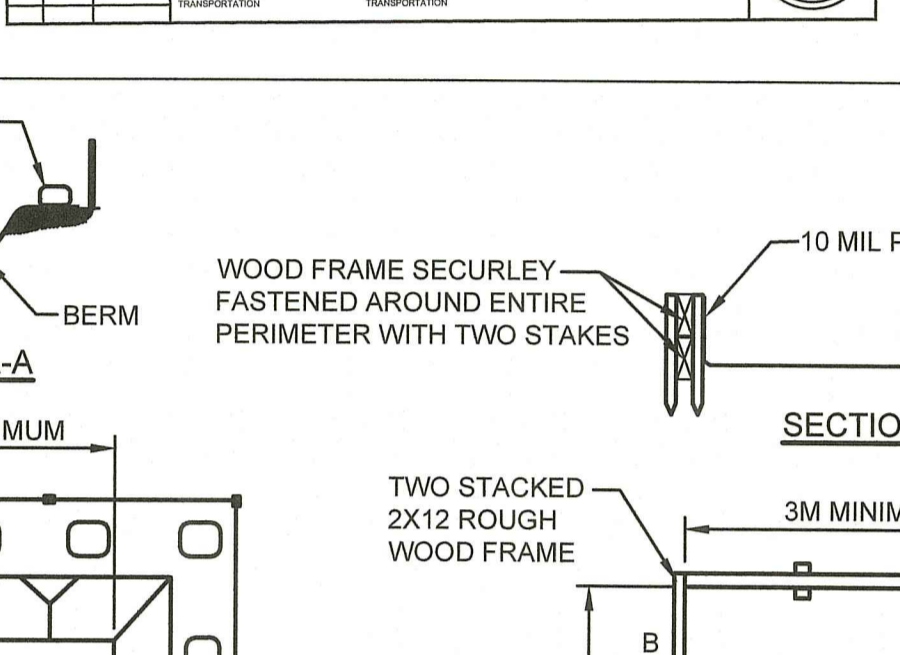 TRANSPORTATION TRANSPORTATION
10 MIL
WOOD FRAME SECURLEY
FASTENED AROUND ENTIRE
PERIMETER WITH TWO STAKES
BERM
-A
MUM
SECTIO
TWO STACKED
2X12 ROUGH
WOOD FRAME
3M MINIM
B